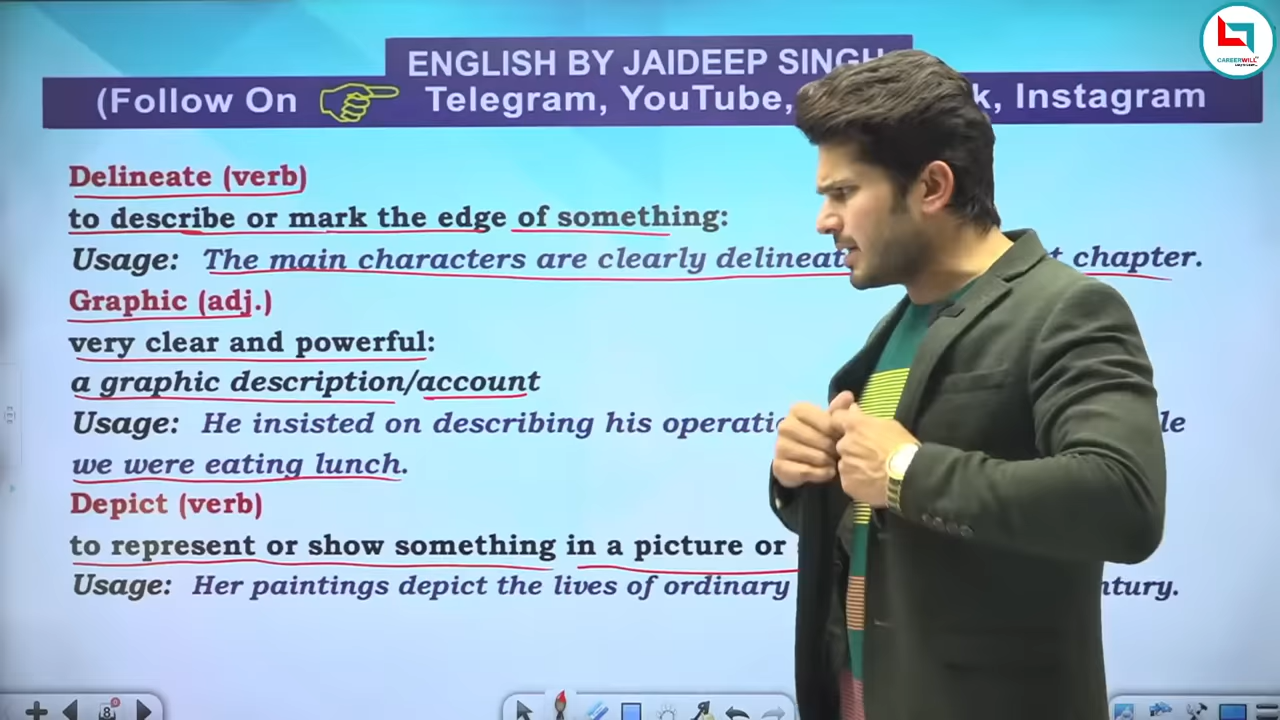 ENGLISH BY JAIDEEP SINGH
(Follow On Telegram, YouTube, k, Instagram
CAREERWILL
Delineate (verb)
to describe or mark the edge of something:
Usage: The main characters are clearly delineat t chapter.
Graphic (adj.)
very clear and powerful:
a graphic description/account
Usage: He insisted on describing his operatio le
we were eating lunch.
Depict (verb)
to represent or show something in a picture or
Usage: Her paintings depict the lives of ordinary ntury.
8